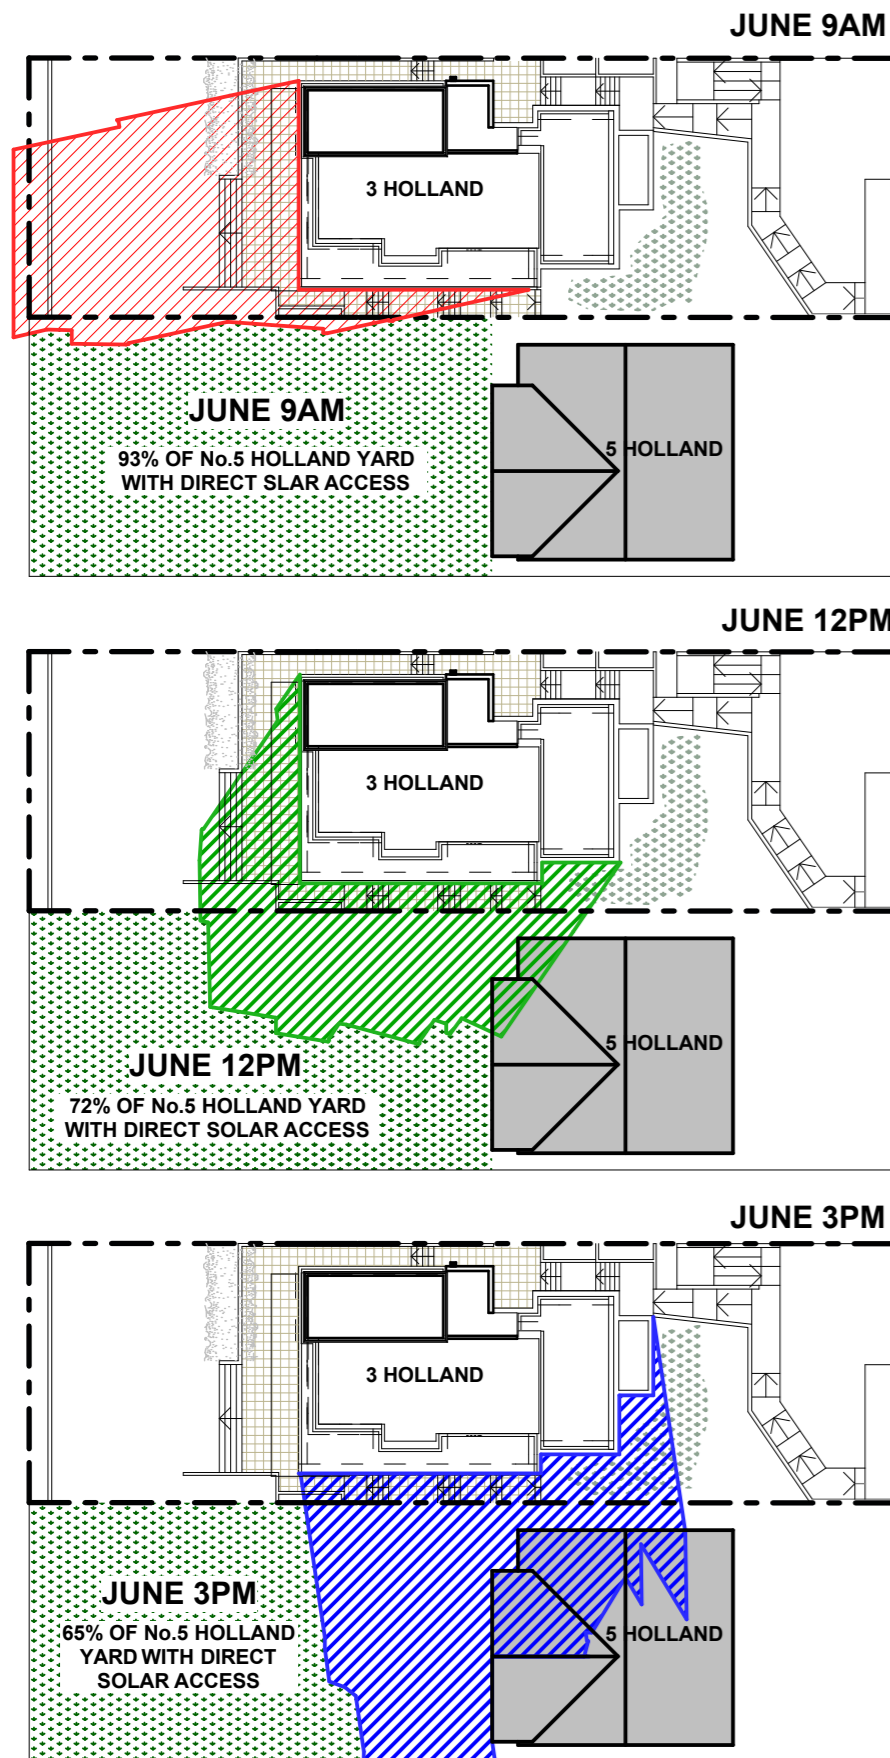 JUNE 9AM
3 HOLLAND
JUNE 9AM
93% OF No.5 HOLLAND YARD
WITH DIRECT SLAR ACCESS
5 HOLLAND
JUNE 12PM
3 HOLLAND
5 HOLLAND
JUNE 12PM
72% OF No.5 HOLLAND YARD
WITH DIRECT SOLAR ACCESS
JUNE 3PM
3 HOLLAND
JUNE 3PM
65% OF No.5 HOLLAND
YARD WITH DIRECT
SOLAR ACCESS
5 HOLLAND